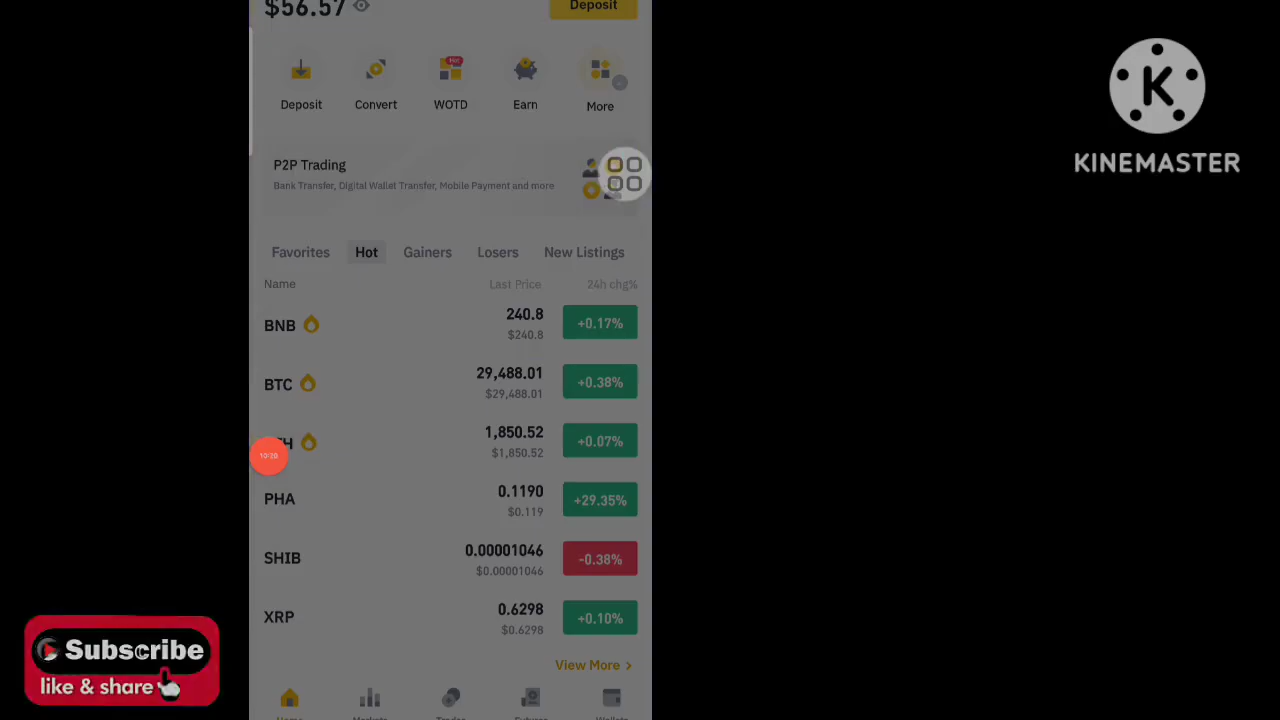 $56.57
Deposit
Deposit Convert WOTD Earn More
HOT
KINEMASTER
P2P Trading
Bank Transfer, Digital Wallet Transfer, Mobile Payment and more
Favorites Hot Gainers Losers New Listings
Name Last Price 24h chg%
BNB 240.8 +0.17%
$240.8
BTC 29,488.01 +0.38%
$29,488.01
1,850.52 +0.07%
$1,850.52
10:20
PHA 0.1190 +29.35%
$0.119
SHIB 0.00001046 -0.38%
$0.00001046
XRP 0.6298 +0.10%
$0.6298
View More >
Subscribe
like & share